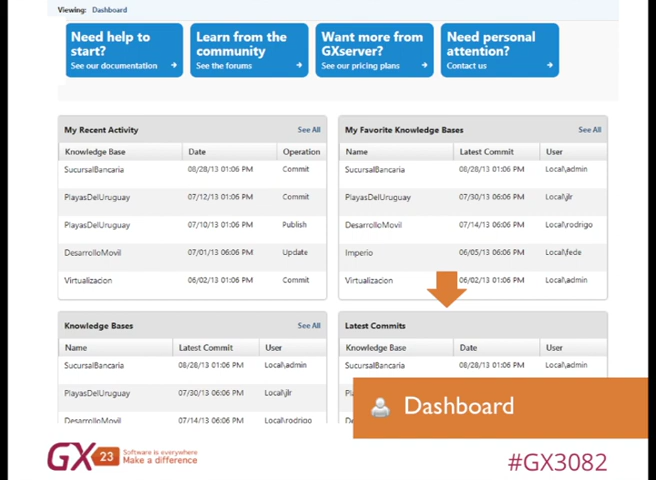 Viewing: Dashboard
Need help to start?
See our documentation
Learn from the community
See the forums
Want more from GXserver?
See our pricing plans
Need personal attention?
Contact us
My Recent Activity See All
Knowledge Base Date Operation
SucursalBancaria 08/28/13 01:06 PM Commit
PlayasDelUruguay 07/12/13 01:06 PM Commit
PlayasDelUruguay 07/10/13 01:06 PM Publish
DesarrolloMovil 07/01/13 06:06 PM Update
Virtualizacion 06/02/13 01:06 PM Commit
My Favorite Knowledge Bases See All
Name Latest Commit User
SucursalBancaria 08/28/13 01:06 PM Local\admin
PlayasDelUruguay 07/30/13 01:06 PM Local\jlr
DesarrolloMovil 07/14/13 06:06 PM Local\rodrigo
Imperio 06/05/13 06:06 PM Local\fede
Virtualizacion 06/02/13 01:06 PM Local\admin
Knowledge Bases See All
Name Latest Commit User
SucursalBancaria 08/28/13 01:06 PM Local\admin
PlayasDelUruguay 07/30/13 06:06 PM Local\jlr
DesarrolloMovil 07/14/13 06:06 PM Local\rodrigo
Latest Commits
Knowledge Base Date User
SucursalBancaria 08/28/13 01:06 PM Local\admin
Dashboard
GX 23 Software is everywhere
Make a difference
#GX3082